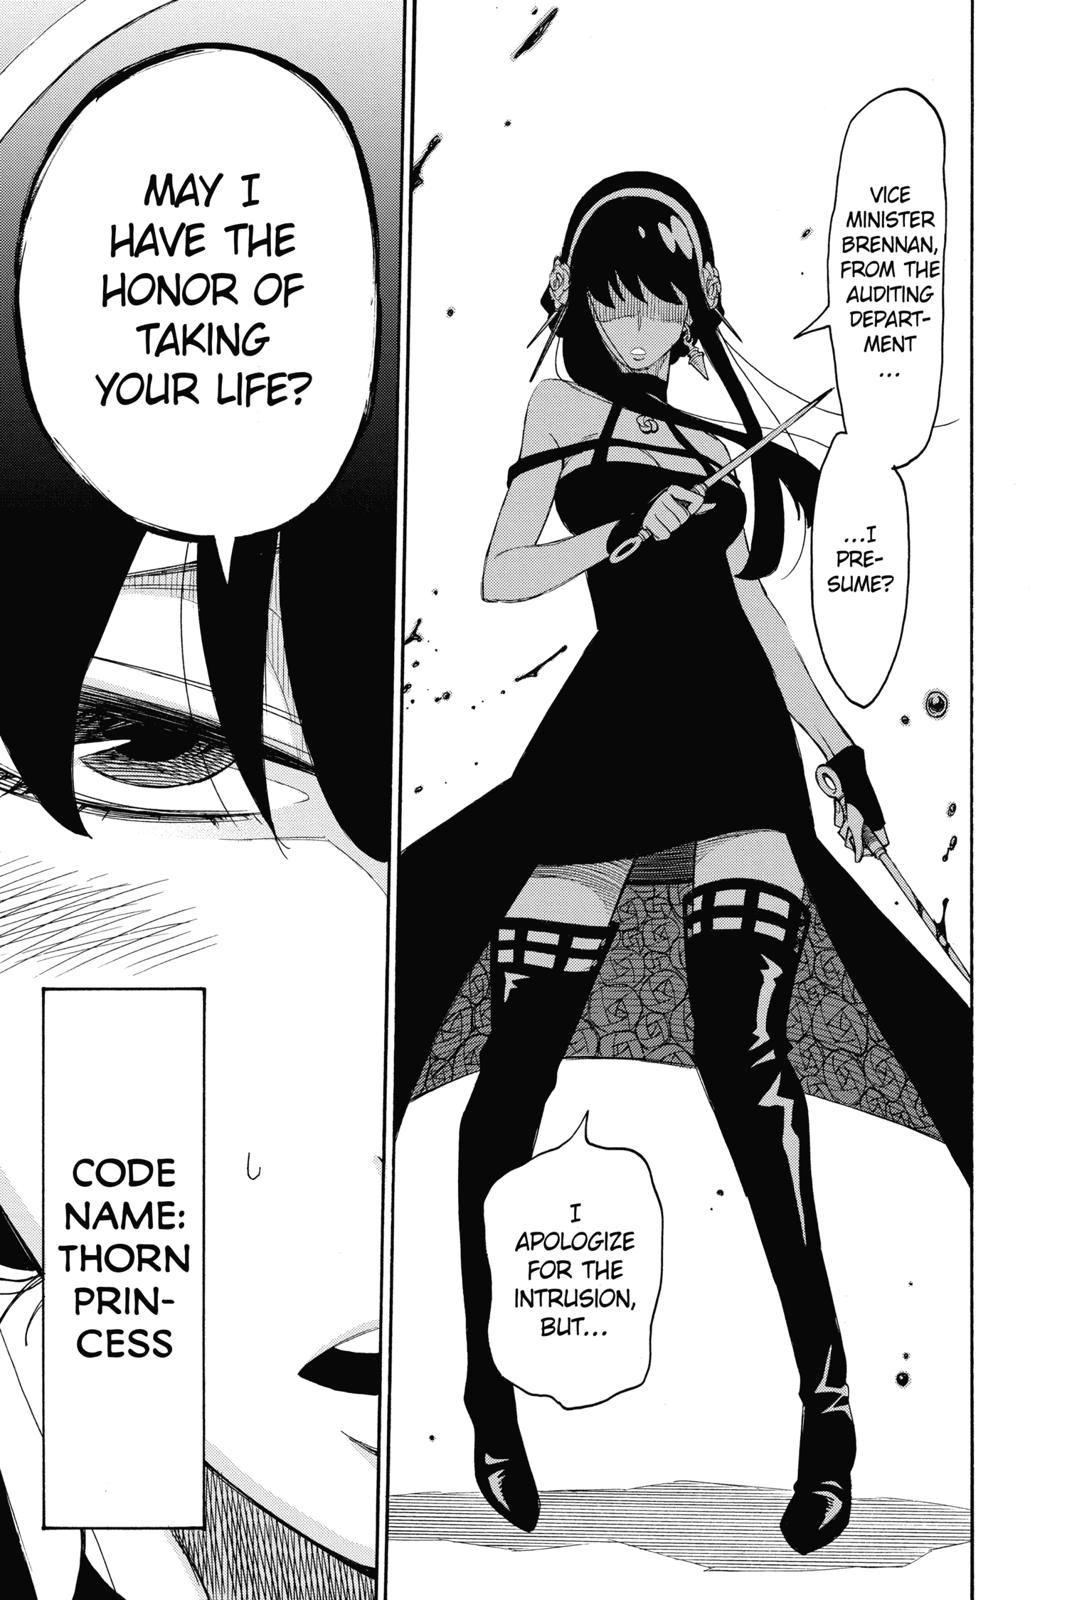 VICE
MINISTER
BRENNAN,
FROM THE
AUDITING
DEPART-
MENT
...
...I
PRE-
SUME?
I
APOLOGIZE
FOR THE
INTRUSION,
BUT...
MAY I
HAVE THE
HONOR OF
TAKING
YOUR LIFE?
CODE
NAME:
THORN
PRIN-
CESS